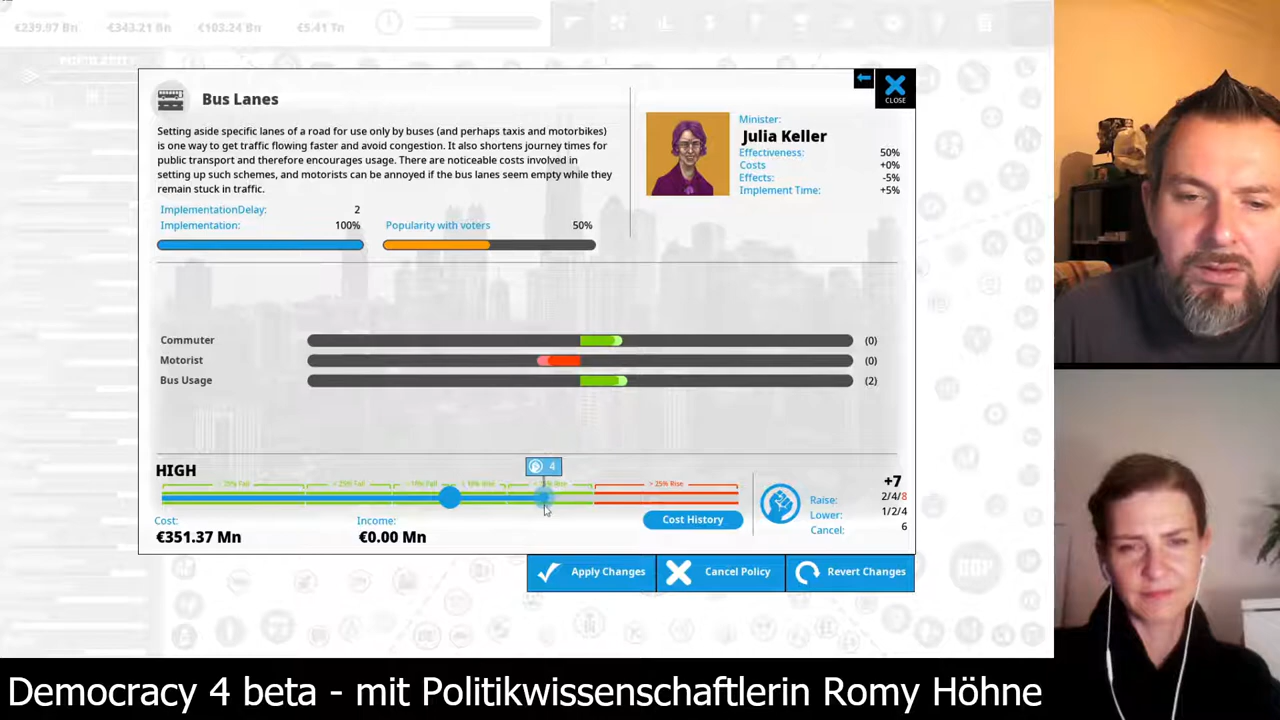 €239.97 Bn
€343.21 Bn
€103.24 Bn
€5.41 Tn
Bus Lanes
CLOSE
Setting aside specific lanes of a road for use only by buses (and perhaps taxis and motorbikes)
is one way to get traffic flowing faster and avoid congestion. It also shortens journey times for
public transport and therefore encourages usage. There are noticeable costs involved in
setting up such schemes, and motorists can be annoyed if the bus lanes seem empty while they
remain stuck in traffic.
Minister:
Julia Keller
Effectiveness: 50%
Costs +0%
Effects: -5%
Implement Time: +5%
ImplementationDelay: 2
Implementation: 100%
Popularity with voters 50%
Commuter (0)
Motorist (0)
Bus Usage (2)
HIGH
4
> 25% Rise
Cost:
€351.37 Mn
Income:
€0.00 Mn
Cost History
+7
Raise: 2/4/8
Lower: 1/2/4
Cancel: 6
Apply Changes
Cancel Policy
Revert Changes
GDP
Democracy 4 beta - mit Politikwissenschaftlerin Romy Höhne